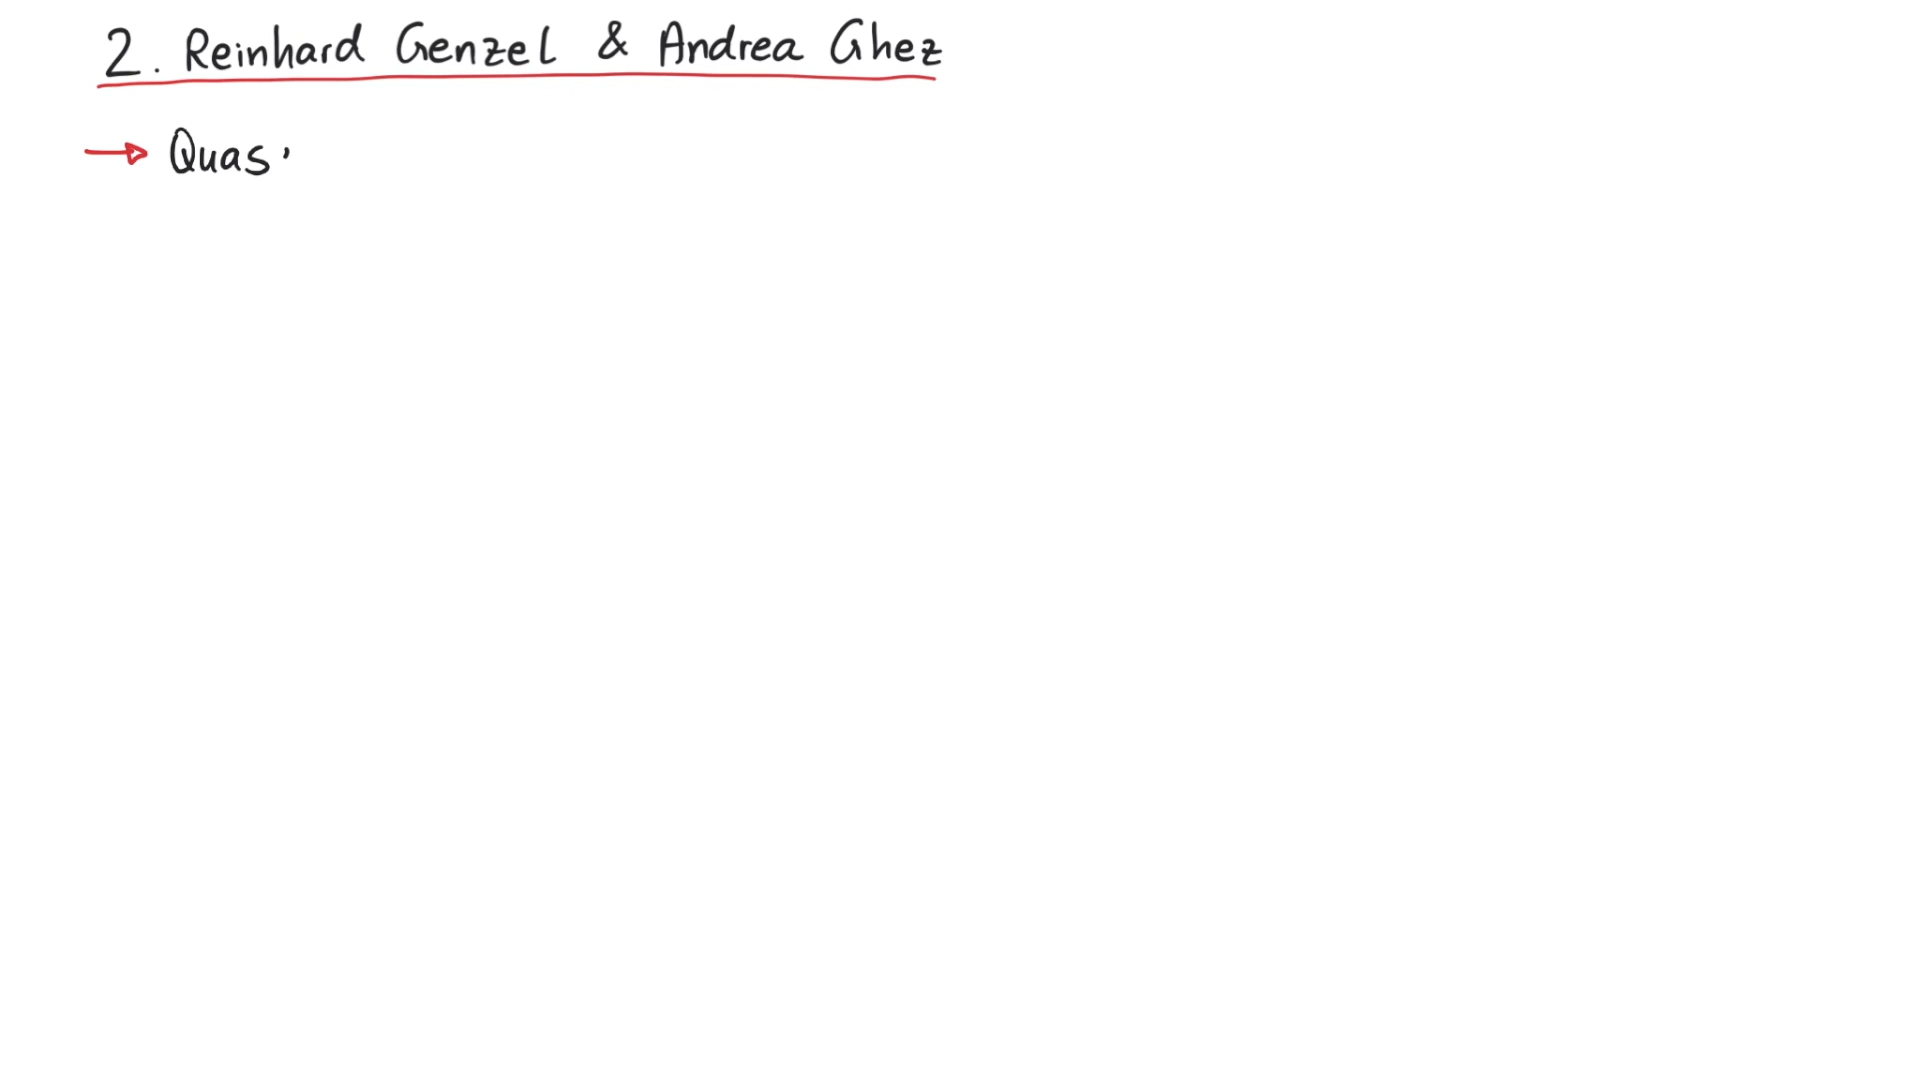 2. Reinhard Genzel & Andrea Ghez
→ Quas